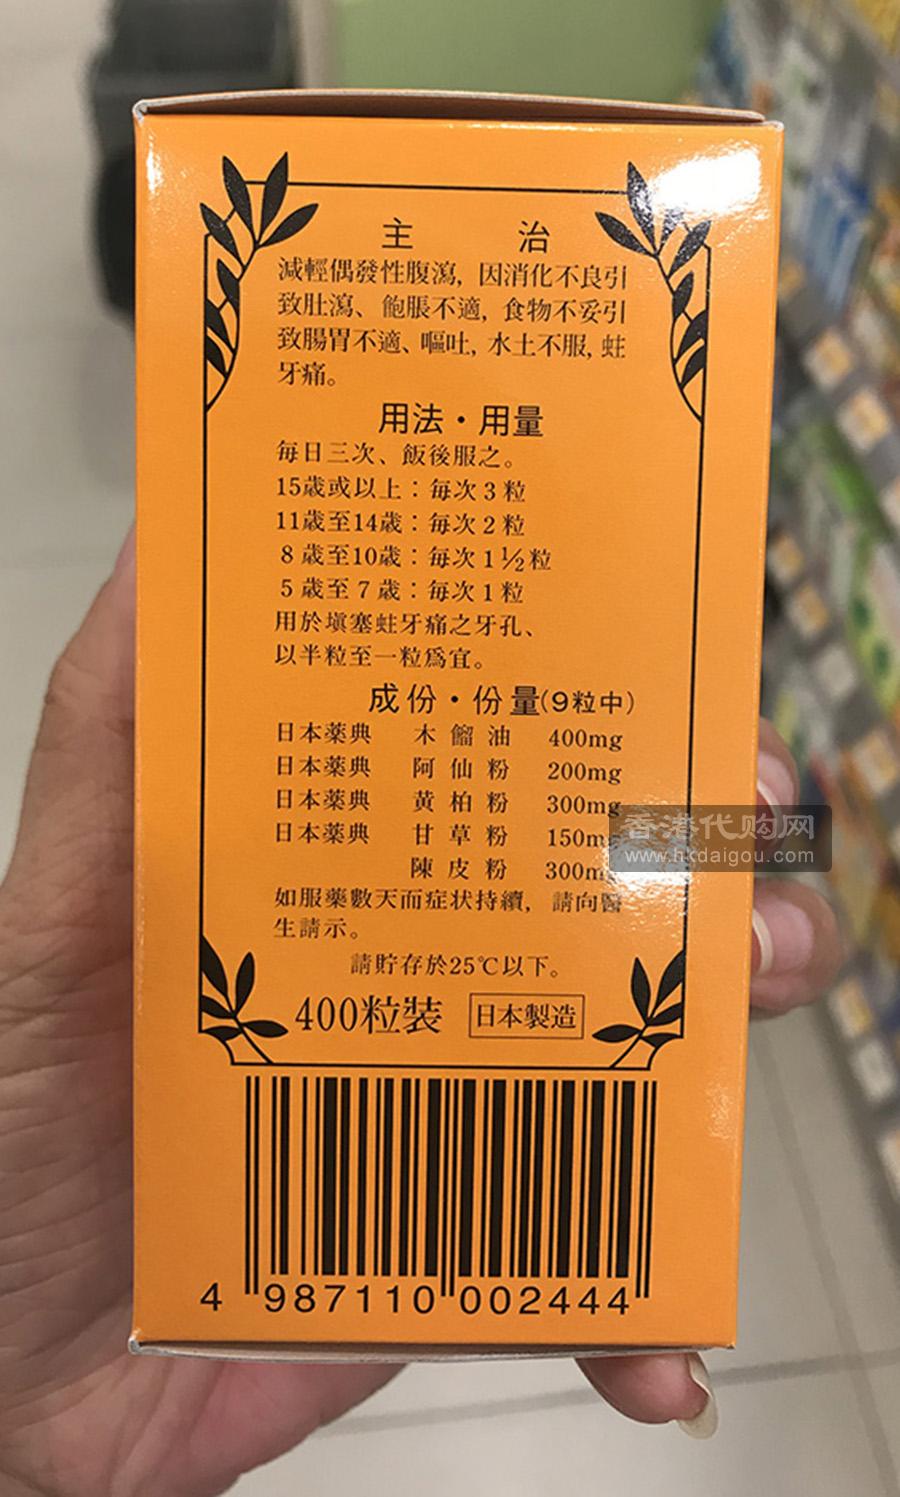 主治
減輕偶發性腹瀉, 因消化不良引
致肚瀉、飽脹不適, 食物不妥引
致腸胃不適、嘔吐, 水土不服, 蛀
牙痛。
用法・用量
每日三次、飯後服之。
15歲或以上：每次3粒
11歲至14歲：每次2粒
8歲至10歲：每次1½粒
5歲至7歲：每次1粒
用於塡塞蛀牙痛之牙孔、
以半粒至一粒爲宜。
成份・份量(9粒中)
日本薬典 木餾油 400mg
日本薬典 阿仙粉 200mg
日本薬典 黃柏粉 300mg
日本薬典 甘草粉 150mg
陳皮粉 300mg
如服藥數天而症状持續, 請向醫
生請示。
請貯存於25℃以下。
400粒裝 日本製造
4 987110 002444
香港代购网
www.hkdaigou.com